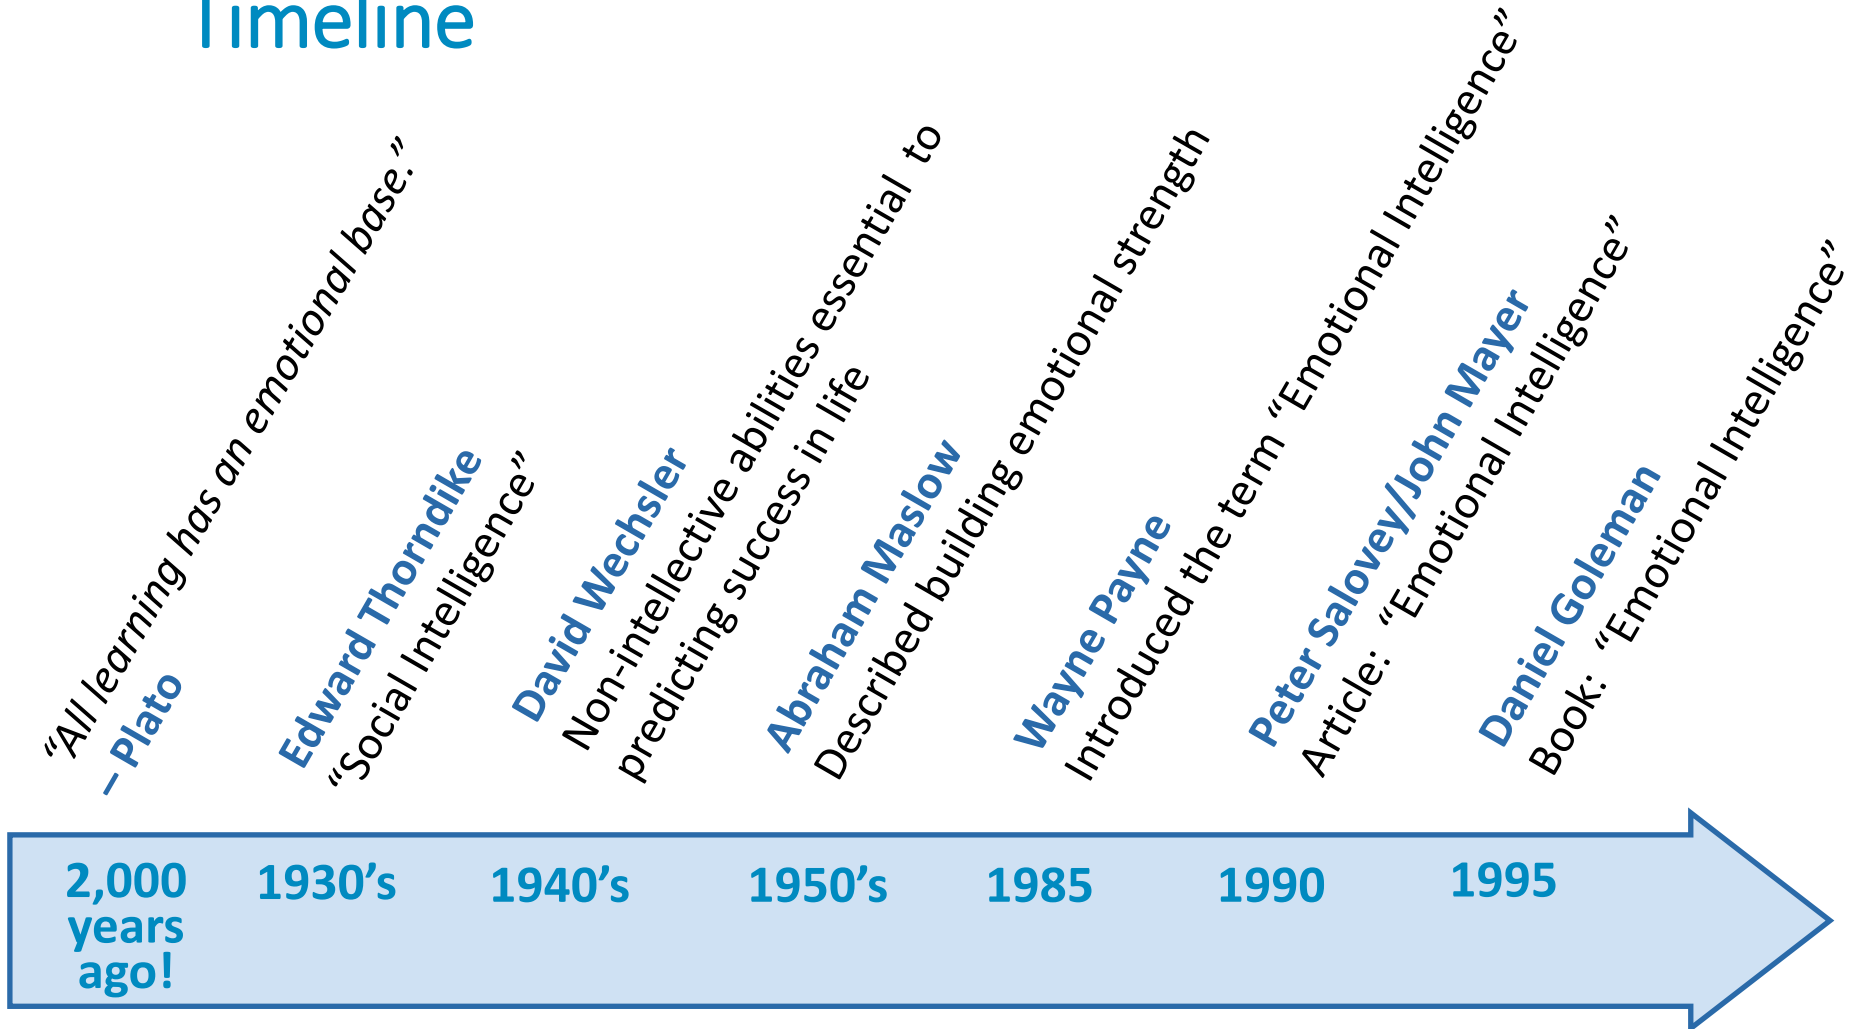 Timeline
“All learning has an emotional base.”
– Plato
Edward Thorndike
“Social Intelligence”
David Wechsler
Non-intellective abilities essential to
predicting success in life
Abraham Maslow
Described building emotional strength
Wayne Payne
Introduced the term “Emotional Intelligence”
Peter Salovey/John Mayer
Article: “Emotional Intelligence”
Daniel Goleman
Book: “Emotional Intelligence”
2,000
years
ago!
1930’s
1940’s
1950’s
1985
1990
1995